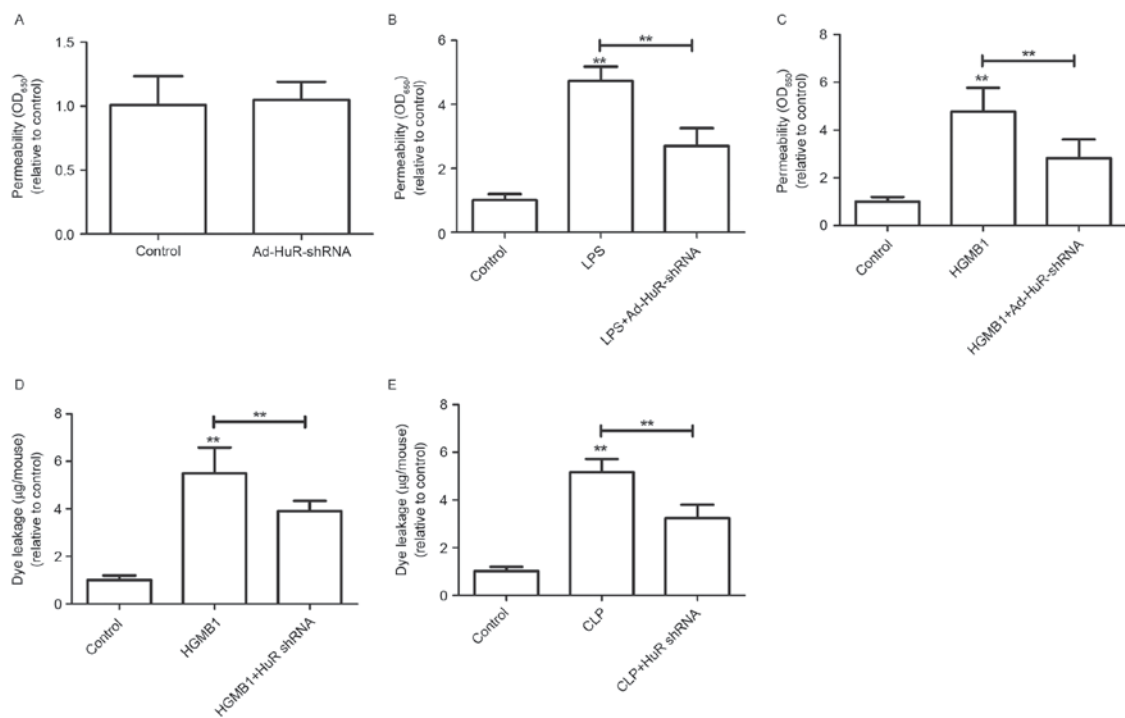 A
Permeability (OD650)
(relative to control)
1.5
1.0
0.5
0.0
Control
Ad-HuR-shRNA
B
Permeability (OD650)
(relative to control)
6
4
2
0
**
**
Control
LPS
LPS+Ad-HuR-shRNA
C
Permeability (OD650)
(relative to control)
8
6
4
2
0
**
**
Control
HGMB1
HGMB1+Ad-HuR-shRNA
D
Dye leakage (µg/mouse)
(relative to control)
8
6
4
2
0
**
**
Control
HGMB1
HGMB1+HuR shRNA
E
Dye leakage (µg/mouse)
(relative to control)
8
6
4
2
0
**
**
Control
CLP
CLP+HuR shRNA